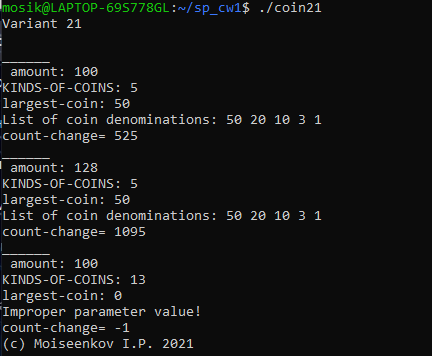 mosik@LAPTOP-69S778GL:~/sp_cw1$ ./coin21
Variant 21
______
 amount: 100
KINDS-OF-COINS: 5
largest-coin: 50
List of coin denominations: 50 20 10 3 1
count-change= 525
______
 amount: 128
KINDS-OF-COINS: 5
largest-coin: 50
List of coin denominations: 50 20 10 3 1
count-change= 1095
______
 amount: 100
KINDS-OF-COINS: 13
largest-coin: 0
Improper parameter value!
count-change= -1
(c) Moiseenkov I.P. 2021